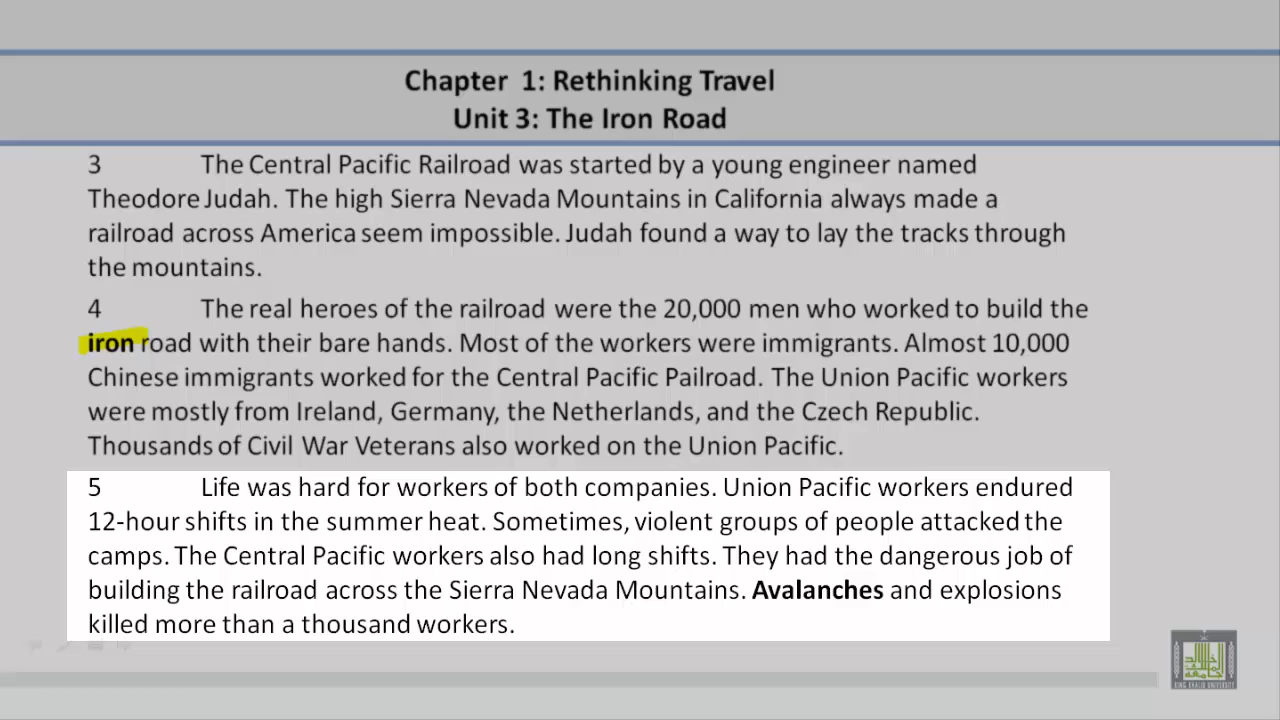 Chapter 1: Rethinking Travel
Unit 3: The Iron Road
3 The Central Pacific Railroad was started by a young engineer named
Theodore Judah. The high Sierra Nevada Mountains in California always made a
railroad across America seem impossible. Judah found a way to lay the tracks through
the mountains.
4 The real heroes of the railroad were the 20,000 men who worked to build the
iron road with their bare hands. Most of the workers were immigrants. Almost 10,000
Chinese immigrants worked for the Central Pacific Pailroad. The Union Pacific workers
were mostly from Ireland, Germany, the Netherlands, and the Czech Republic.
Thousands of Civil War Veterans also worked on the Union Pacific.
5 Life was hard for workers of both companies. Union Pacific workers endured
12-hour shifts in the summer heat. Sometimes, violent groups of people attacked the
camps. The Central Pacific workers also had long shifts. They had the dangerous job of
building the railroad across the Sierra Nevada Mountains. Avalanches and explosions
killed more than a thousand workers.
KING KHALID UNIVERSITY